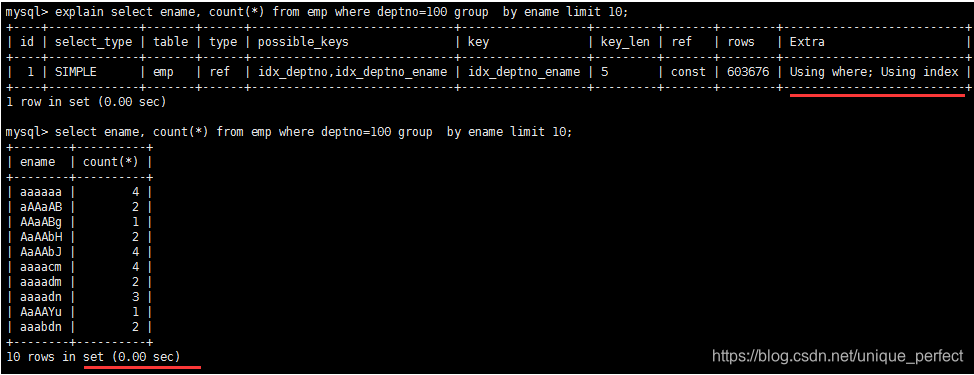 mysql> explain select ename, count(*) from emp where deptno=100 group  by ename limit 10;
+----+-------------+-------+------+-------------------------+------------------+---------+-------+--------+--------------------------+
| id | select_type | table | type | possible_keys           | key              | key_len | ref   | rows   | Extra                    |
+----+-------------+-------+------+-------------------------+------------------+---------+-------+--------+--------------------------+
|  1 | SIMPLE      | emp   | ref  | idx_deptno,idx_deptno_ename | idx_deptno_ename | 5       | const | 603676 | Using where; Using index |
+----+-------------+-------+------+-------------------------+------------------+---------+-------+--------+--------------------------+
1 row in set (0.00 sec)
mysql> select ename, count(*) from emp where deptno=100 group  by ename limit 10;
+--------+----------+
| ename  | count(*) |
+--------+----------+
| aaaaaa |        4 |
| aAAaAB |        2 |
| AAaABg |        1 |
| AaAAbH |        2 |
| AaAAbJ |        4 |
| aaaacm |        4 |
| aaaadm |        2 |
| aaaadn |        3 |
| AaAAYu |        1 |
| aaabdn |        2 |
+--------+----------+
10 rows in set (0.00 sec)
https://blog.csdn.net/unique_perfect